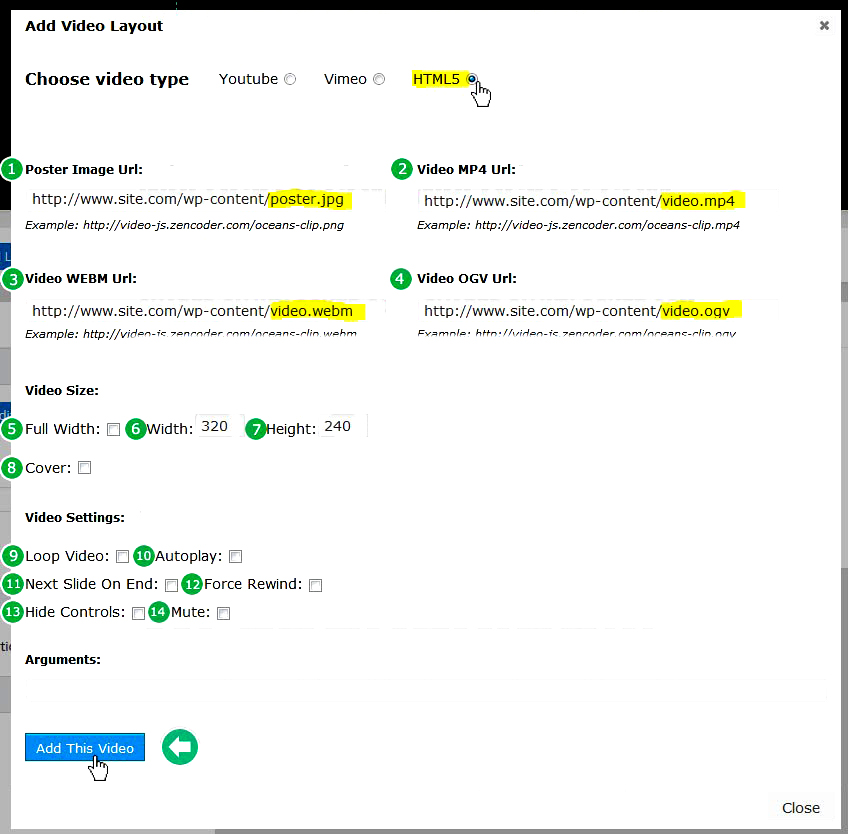 Add Video Layout
Choose video type Youtube Vimeo HTML5
1 Poster Image Url: 2 Video MP4 Url:
http://www.site.com/wp-content/poster.jpg http://www.site.com/wp-content/video.mp4
Example: http://video-js.zencoder.com/oceans-clip.png Example: http://video-js.zencoder.com/oceans-clip.mp4
3 Video WEBM Url: 4 Video OGV Url:
http://www.site.com/wp-content/video.webm http://www.site.com/wp-content/video.ogv
Example: http://video-js.zencoder.com/oceans-clip.webm Example: http://video-js.zencoder.com/oceans-clip.ogv
Video Size:
5 Full Width: 6 Width: 320 7 Height: 240
8 Cover:
Video Settings:
9 Loop Video: 10 Autoplay:
11 Next Slide On End: 12 Force Rewind:
13 Hide Controls: 14 Mute:
Arguments:
Add This Video
Close